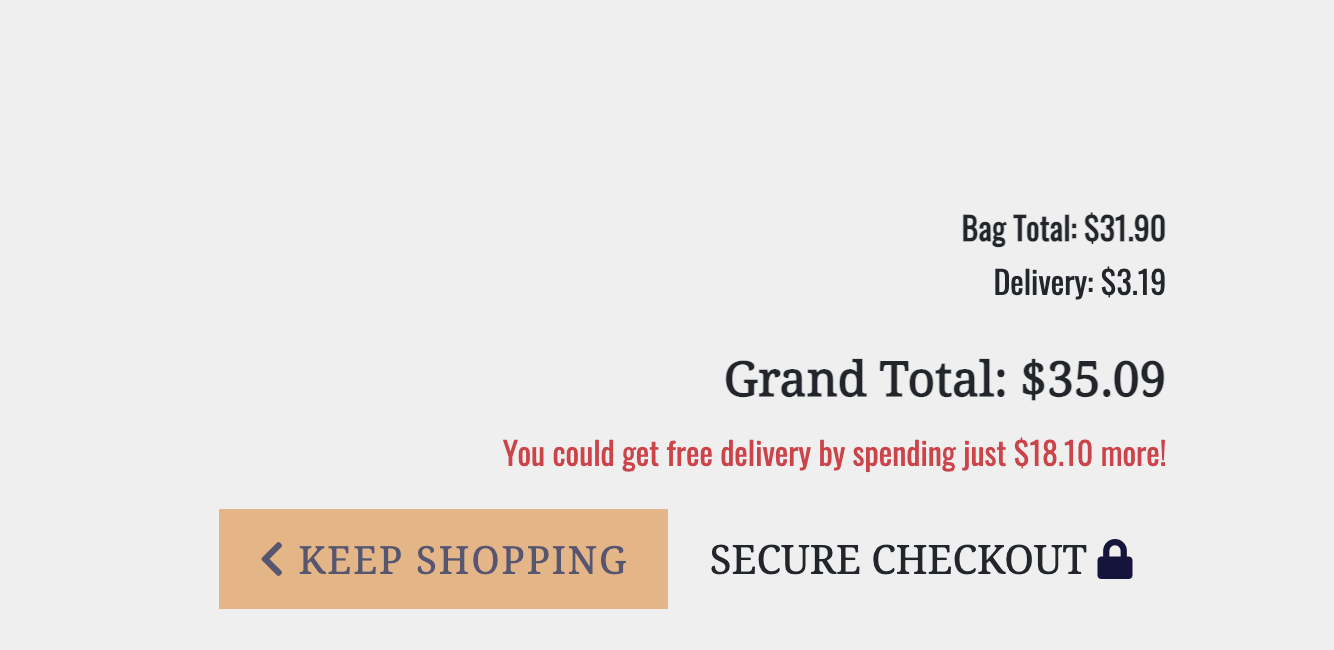 Bag Total: $31.90
Delivery: $3.19
Grand Total: $35.09
You could get free delivery by spending just $18.10 more!
KEEP SHOPPING SECURE CHECKOUT